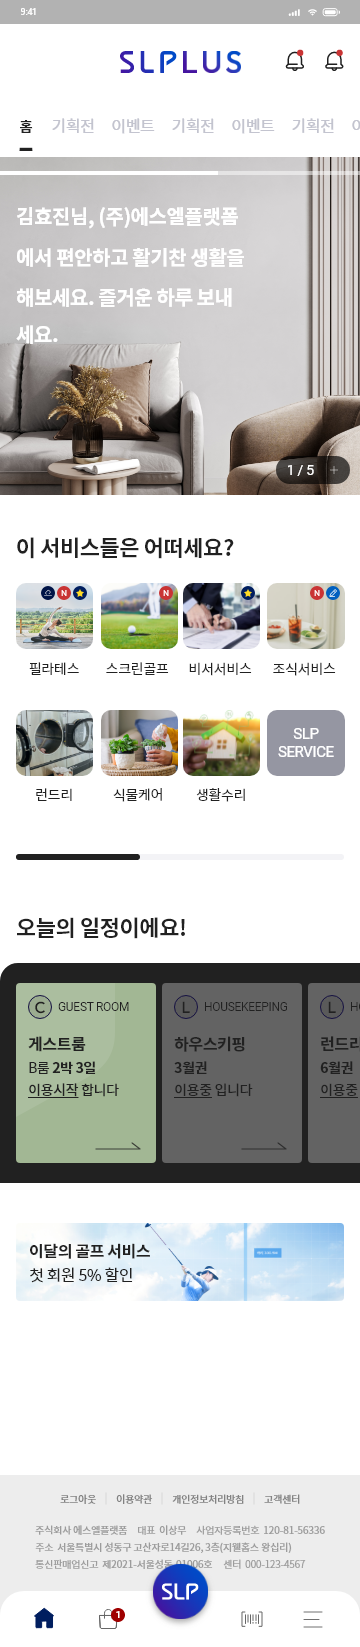 9:41
SLPLUS
홈 기획전 이벤트 기획전 이벤트 기획전
김효진님, (주)에스엘플랫폼
에서 편안하고 활기찬 생활을
해보세요. 즐거운 하루 보내
세요.
1 / 5 +
이 서비스들은 어떠세요?
N N N
필라테스 스크린골프 비서서비스 조식서비스
SLP
SERVICE
런드리 식물케어 생활수리
오늘의 일정이에요!
C GUEST ROOM L HOUSEKEEPING L
게스트룸 하우스키핑 런드리
B룸 2박 3일 3월권 6월권
이용시작 합니다 이용중 입니다 이용중
이달의 골프 서비스
첫 회원 5% 할인
로그아웃 이용약관 개인정보처리방침 고객센터
주식회사 에스엘플랫폼 대표 이상무 사업자등록번호 120-81-56336
주소 서울특별시 성동구 고산자로14길26, 3층(지웰홈스 왕십리)
통신판매업신고 제2021-서울성동 01006호 센터 000-123-4567
1
SLP